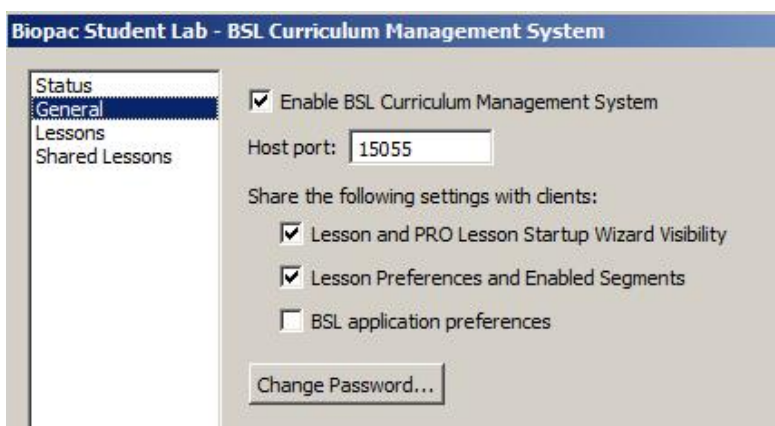 Biopac Student Lab - BSL Curriculum Management System
Status
General
Lessons
Shared Lessons
Enable BSL Curriculum Management System
Host port: 15055
Share the following settings with clients:
Lesson and PRO Lesson Startup Wizard Visibility
Lesson Preferences and Enabled Segments
BSL application preferences
Change Password...